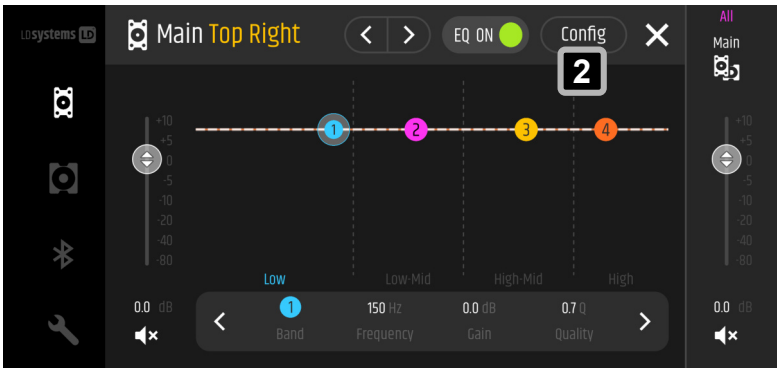 LDsystems LD
Main Top Right
EQ ON
Config
2
All
Main
+10
+5
0
-5
-10
-20
-40
-80
1
2
3
4
+10
+5
0
-5
-10
-20
-40
-80
Low
Low-Mid
High-Mid
High
0.0 dB
1
150 Hz
0.0 dB
0.7 Q
Band
Frequency
Gain
Quality
0.0 dB